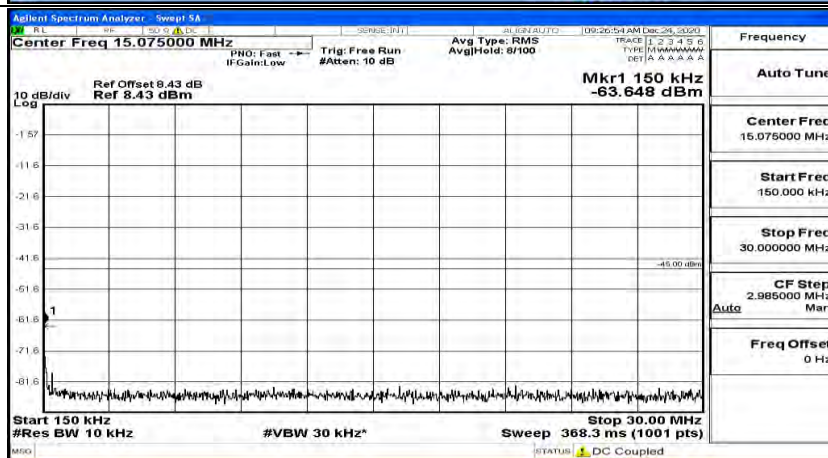 Agilent Spectrum Analyzer - Swept SA
RL RF 50 Ω DC SENSE:INT ALIGN AUTO 09:26:54 AM Dec 24, 2020
Center Freq 15.075000 MHz
PNO: Fast
IFGain:Low
Trig: Free Run
#Atten: 10 dB
Avg Type: RMS
Avg|Hold: 8/100
TRACE 1 2 3 4 5 6
TYPE MWWWWW
DET A A A A A A
Frequency
Ref Offset 8.43 dB
10 dB/div Ref 8.43 dBm
Log
Mkr1 150 kHz
-63.648 dBm
Auto Tune
-1.57
-11.6
-21.6
-31.6
-41.6
-51.6
-61.6
-71.6
-81.6
-45.00 dBm
1
Center Freq
15.075000 MHz
Start Freq
150.000 kHz
Stop Freq
30.000000 MHz
CF Step
2.985000 MHz
Auto Man
Freq Offset
0 Hz
Start 150 kHz Stop 30.00 MHz
#Res BW 10 kHz #VBW 30 kHz* Sweep 368.3 ms (1001 pts)
MSG STATUS DC Coupled